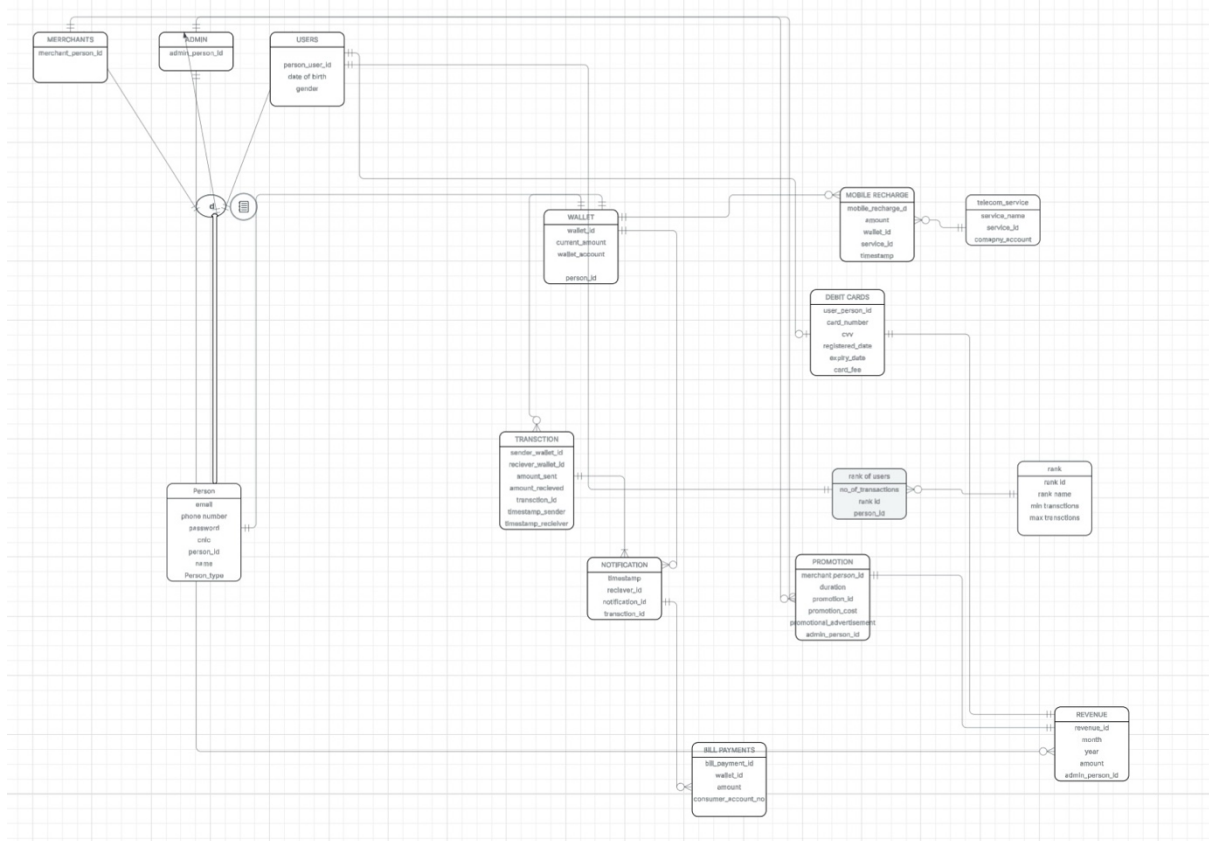 MERRCHANTS
merchant_person_id
ADMIN
admin_person_id
USERS
person_user_id
date of birth
gender
d
WALLET
wallet_id
current_amount
wallet_account
person_id
MOBILE RECHARGE
mobile_recharge_d
amount
wallet_id
service_id
timestamp
telecom_service
service_name
service_id
comapny_account
DEBIT CARDS
user_person_id
card_number
cvv
registered_date
expiry_date
card_fee
TRANSCTION
sender_wallet_id
reciever_wallet_id
amount_sent
amount_recieved
transction_id
timestamp_sender
timestamp_recieiver
rank of users
no_of_transactions
rank id
person_id
rank
rank id
rank name
min transactions
max transactions
Person
email
phone number
password
cnic
person_id
name
Person_type
NOTIFICATION
timestamp
reciever_id
notification_id
transction_id
PROMOTION
merchant person_id
duration
promotion_id
promotion_cost
promotional_advertisement
admin_person_id
REVENUE
revenue_id
month
year
amount
admin_person_id
BILL PAYMENTS
bill_payment_id
wallet_id
amount
consumer_account_no